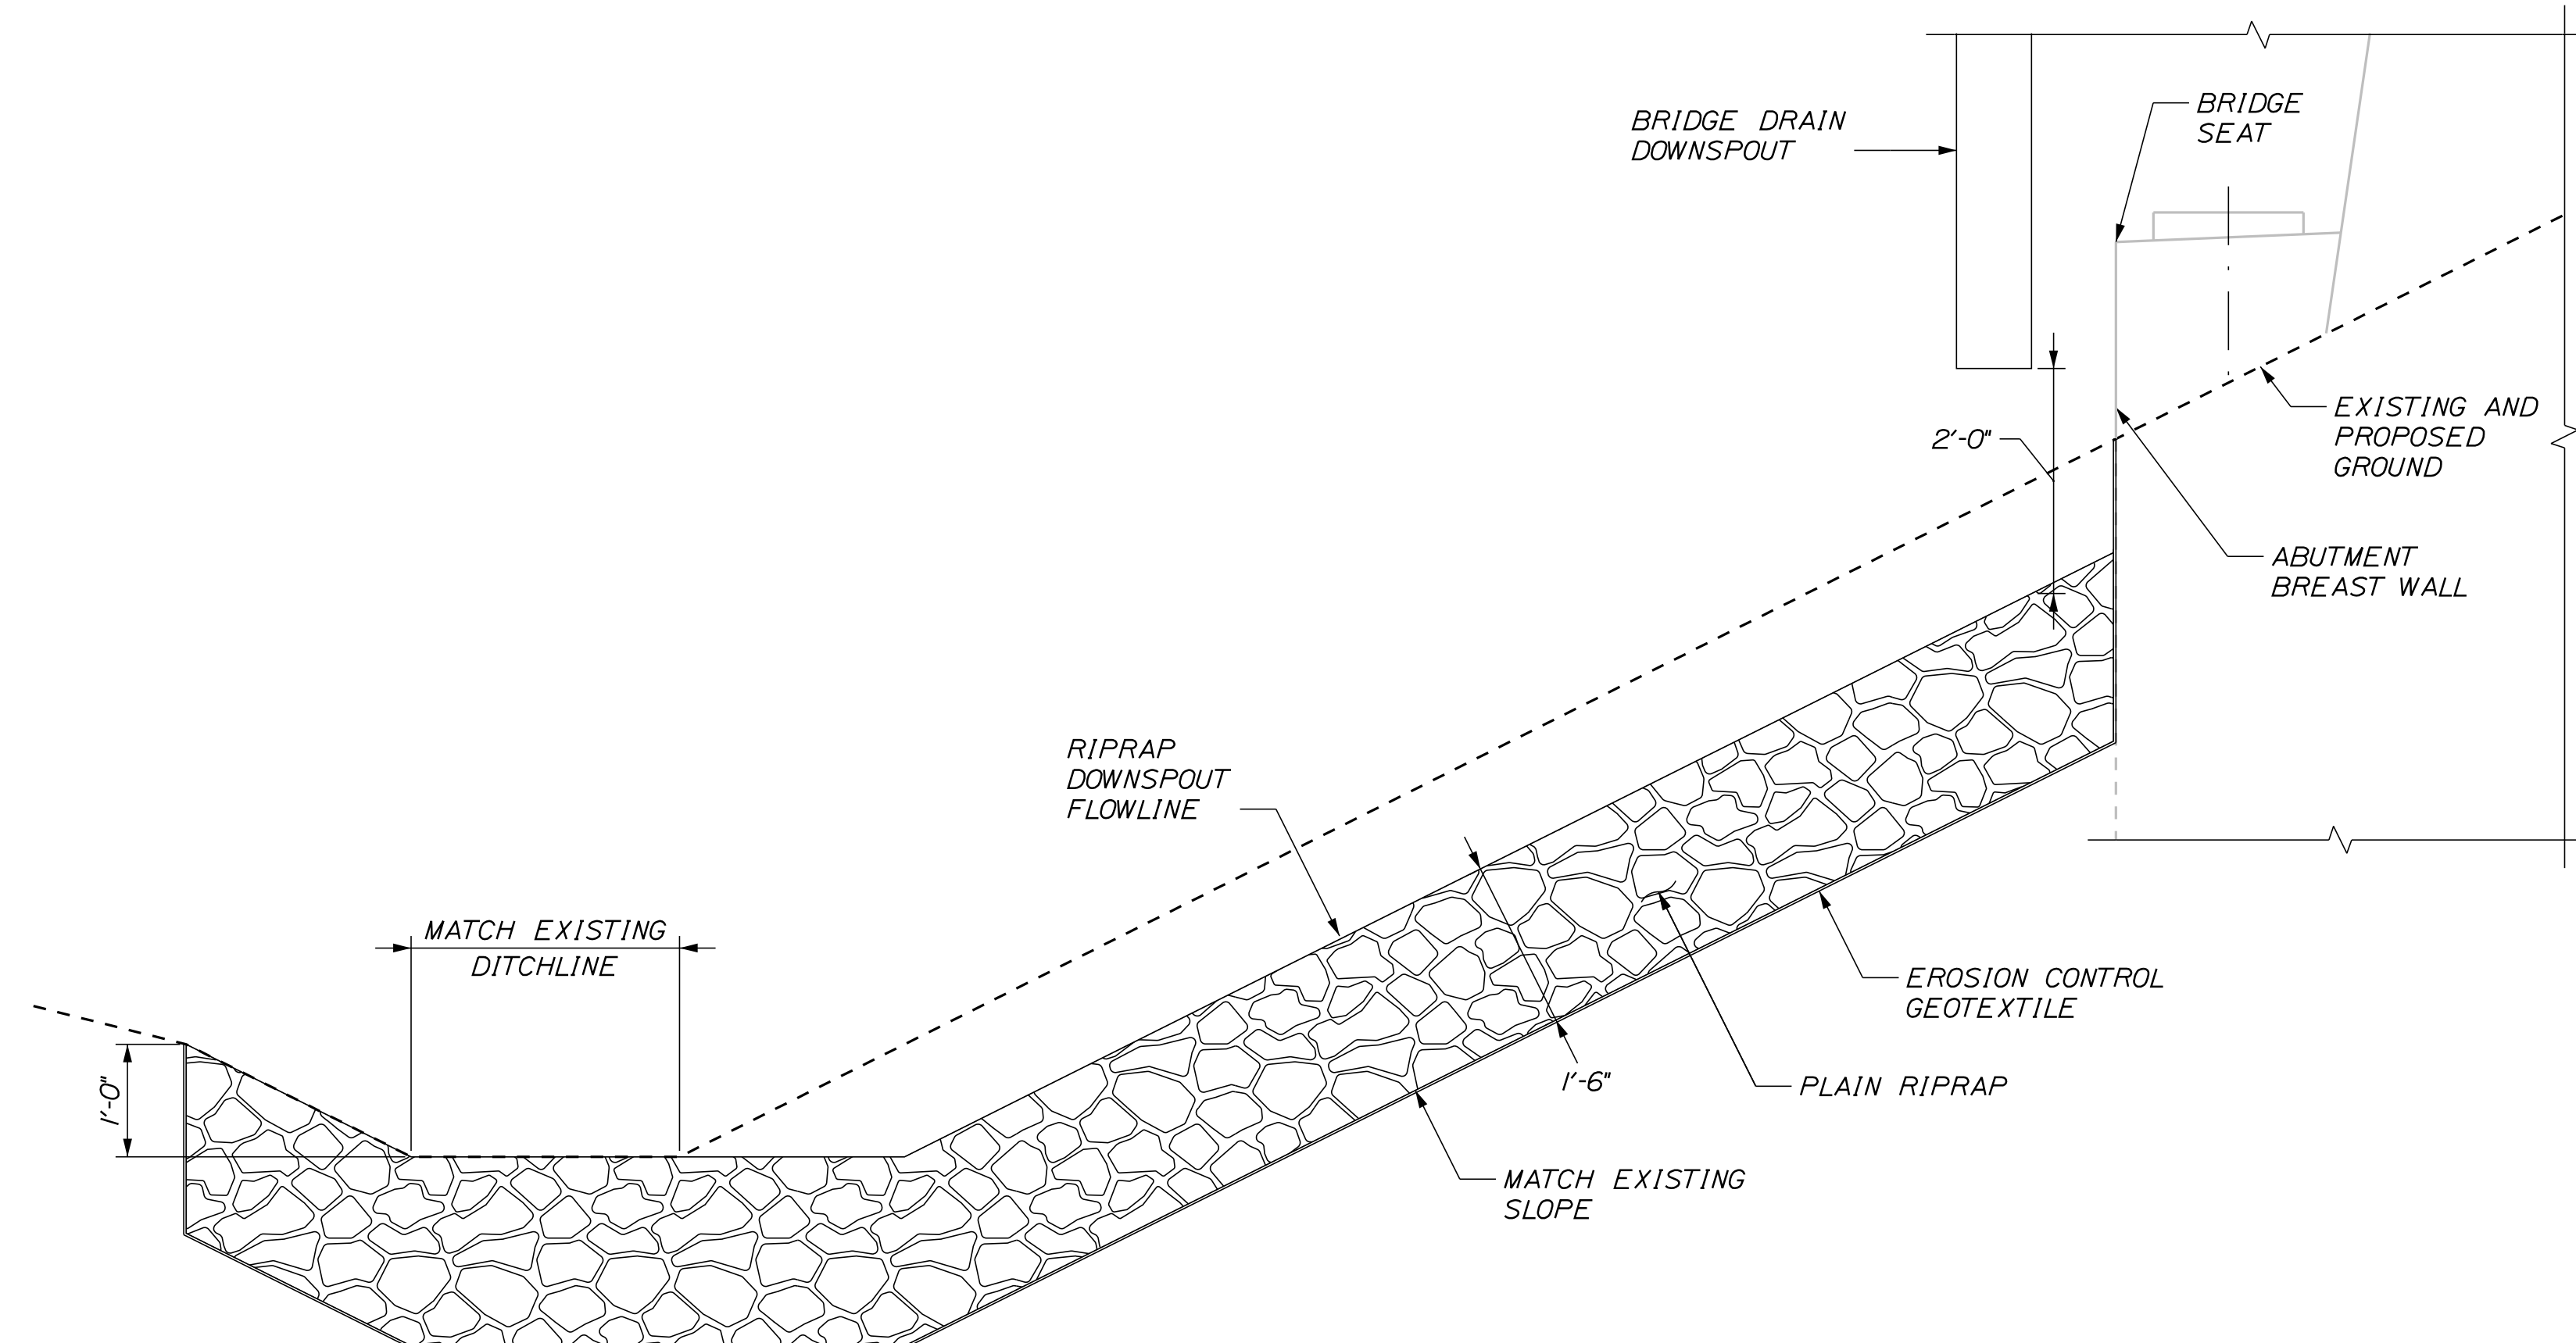 BRIDGE DRAIN
DOWNSPOUT
BRIDGE
SEAT
2'-0"
EXISTING AND
PROPOSED
GROUND
ABUTMENT
BREAST WALL
RIPRAP
DOWNSPOUT
FLOWLINE
MATCH EXISTING
DITCHLINE
1'-0"
EROSION CONTROL
GEOTEXTILE
1'-6"
PLAIN RIPRAP
MATCH EXISTING
SLOPE